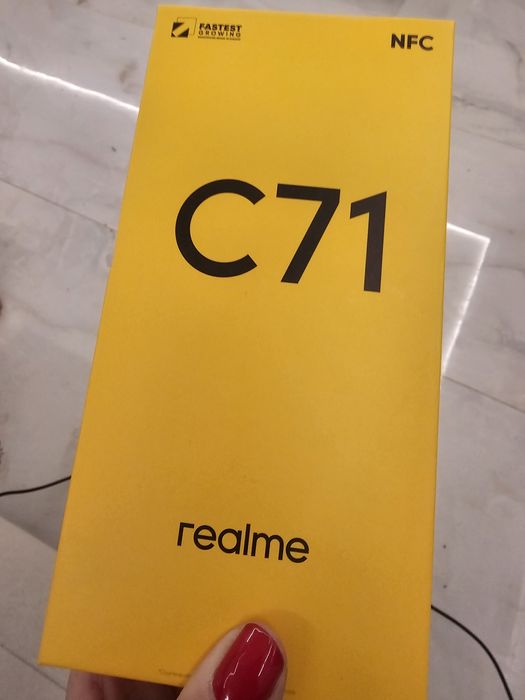 FASTEST
GROWING
NFC
C71
realme